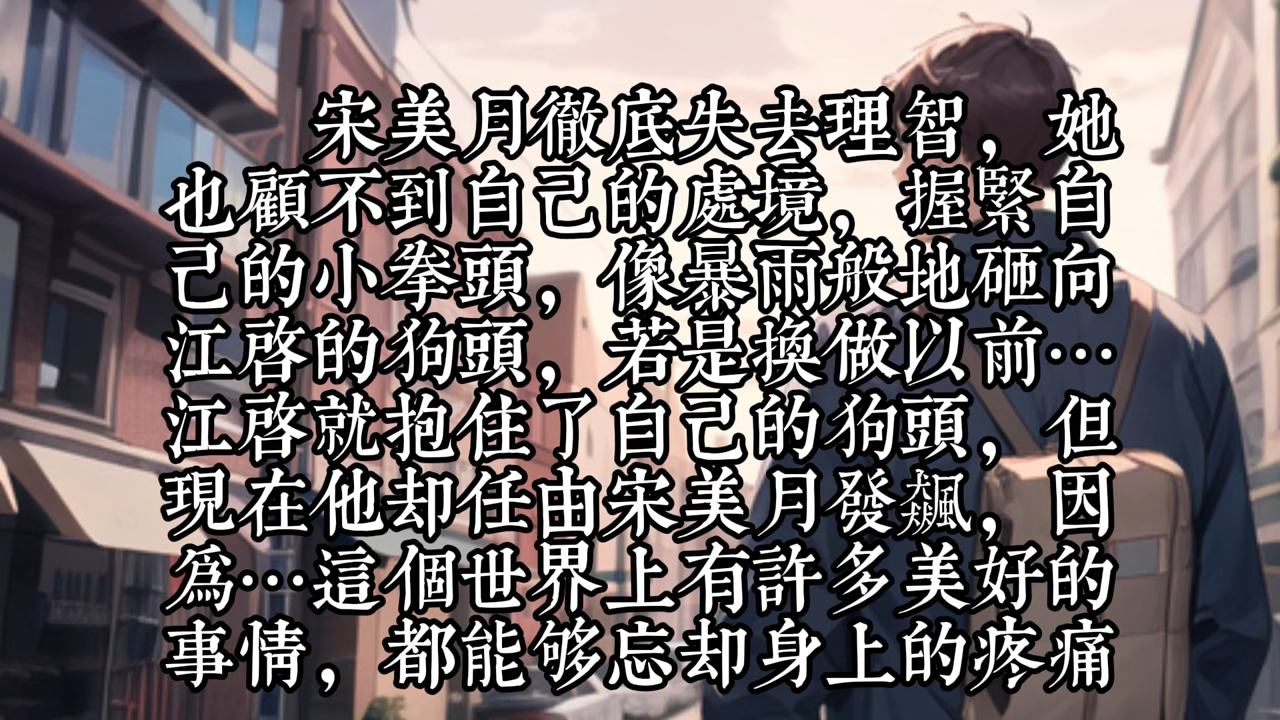 宋美月徹底失去理智，她
也顧不到自己的處境，握緊自
己的小拳頭，像暴雨般地砸向
江啓的狗頭，若是換做以前…
江啓就抱住了自己的狗頭，但
現在他却任由宋美月發飆，因
爲…這個世界上有許多美好的
事情，都能够忘却身上的疼痛